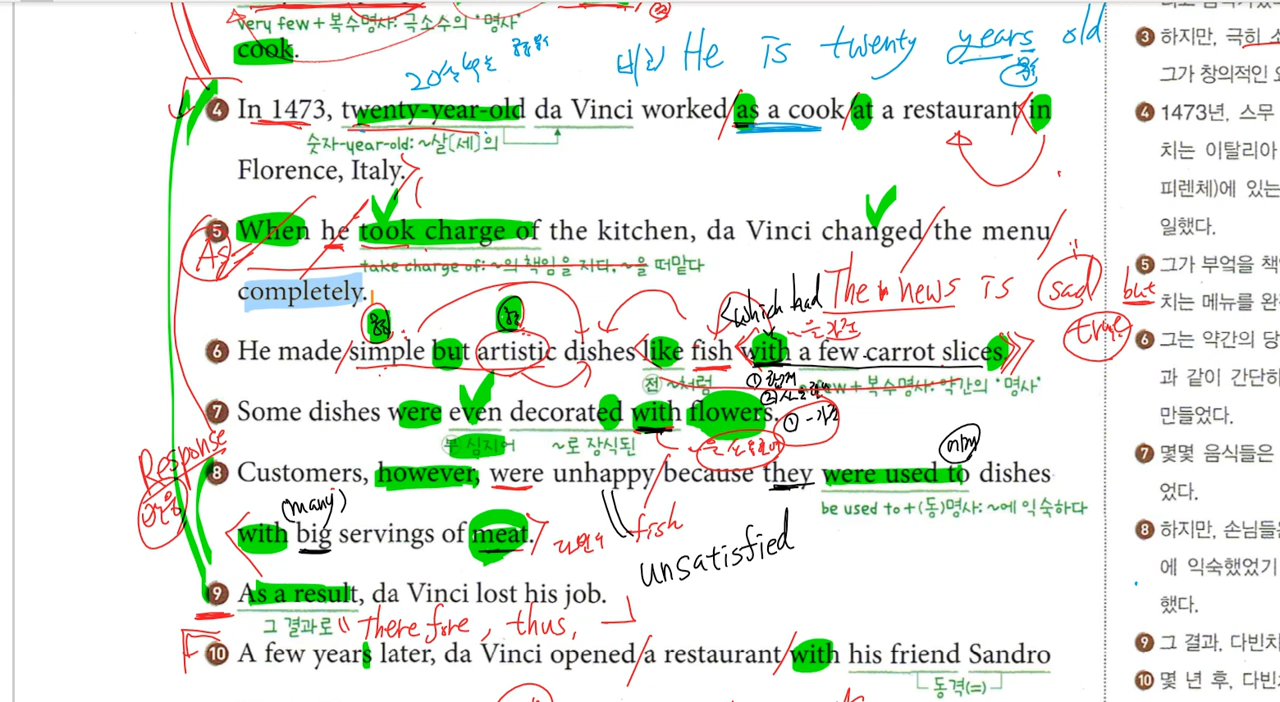 very few + 복수명사: 극소수의 '명사'
cook.
비교 He is twenty years old
④ In 1473, twenty-year-old da Vinci worked as a cook at a restaurant in
숫자-year-old: ~살[세]의
Florence, Italy.
⑤ When he took charge of the kitchen, da Vinci changed the menu
As
take charge of: ~의 책임을 지다, ~을 떠맡다
completely.
which had The news is sad but true
⑥ He made simple but artistic dishes like fish with a few carrot slices
전 ~처럼
a few + 복수명사: 약간의 '명사'
⑦ Some dishes were even decorated with flowers.
심지어
~로 장식된
Response
⑧ Customers, however, were unhappy because they were used to dishes
be used to + (동)명사: ~에 익숙하다
(many)
with big servings of meat.
fish
unsatisfied
⑨ As a result, da Vinci lost his job.
그 결과로 Therefore, thus,
⑩ A few years later, da Vinci opened a restaurant with his friend Sandro
동격(=)
③ 하지만, 극히
그가 창의적인
④ 1473년, 스무
치는 이탈리아
피렌체)에 있는
일했다.
⑤ 그가 부엌을
치는 메뉴를
⑥ 그는 약간의
과 같이
만들었다.
⑦ 몇몇 음식들은
었다.
⑧ 하지만, 손님들
에 익숙했었기
했다.
⑨ 그 결과, 다빈치
⑩ 몇 년 후, 다빈